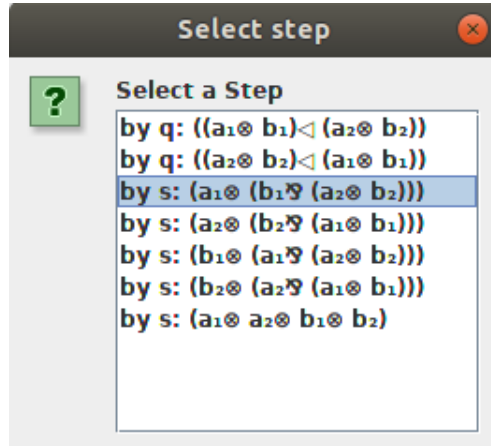 Select step
?
Select a Step
by q: ((a₁⊗ b₁)◁ (a₂⊗ b₂))
by q: ((a₂⊗ b₂)◁ (a₁⊗ b₁))
by s: (a₁⊗ (b₁⅋ (a₂⊗ b₂)))
by s: (a₂⊗ (b₂⅋ (a₁⊗ b₁)))
by s: (b₁⊗ (a₁⅋ (a₂⊗ b₂)))
by s: (b₂⊗ (a₂⅋ (a₁⊗ b₁)))
by s: (a₁⊗ a₂⊗ b₁⊗ b₂)